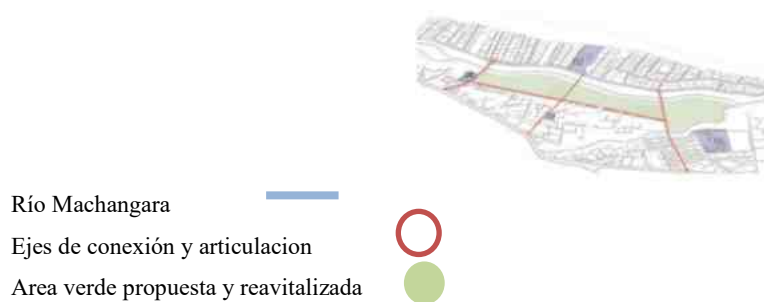 Río Machangara
Ejes de conexión y articulacion
Area verde propuesta y reavitalizada